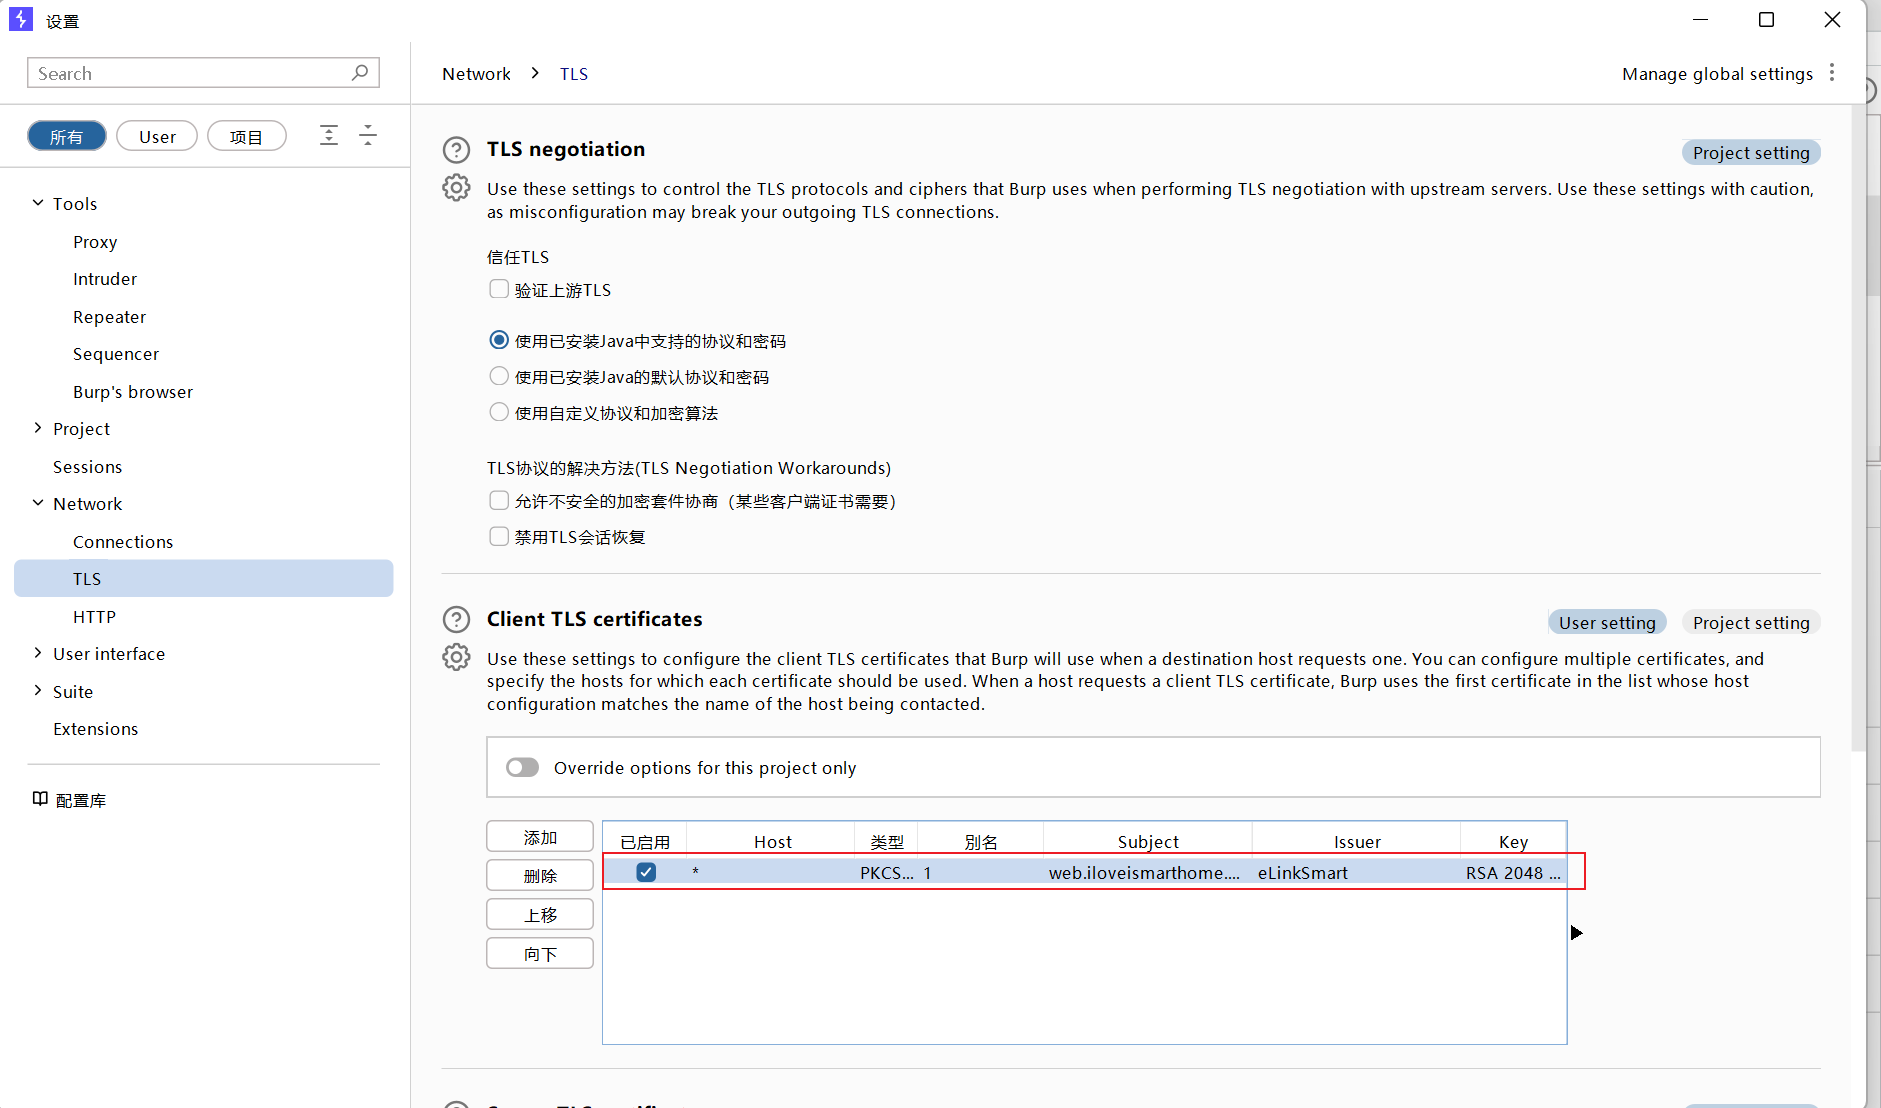 设置
Search
Network > TLS
Manage global settings
所有 User 项目
TLS negotiation
Project setting
Use these settings to control the TLS protocols and ciphers that Burp uses when performing TLS negotiation with upstream servers. Use these settings with caution,
as misconfiguration may break your outgoing TLS connections.
信任TLS
验证上游TLS
使用已安装Java中支持的协议和密码
使用已安装Java的默认协议和密码
使用自定义协议和加密算法
TLS协议的解决方法(TLS Negotiation Workarounds)
允许不安全的加密套件协商（某些客户端证书需要）
禁用TLS会话恢复
Tools
Proxy
Intruder
Repeater
Sequencer
Burp's browser
Project
Sessions
Network
Connections
TLS
HTTP
User interface
Suite
Extensions
配置库
Client TLS certificates
User setting Project setting
Use these settings to configure the client TLS certificates that Burp will use when a destination host requests one. You can configure multiple certificates, and
specify the hosts for which each certificate should be used. When a host requests a client TLS certificate, Burp uses the first certificate in the list whose host
configuration matches the name of the host being contacted.
Override options for this project only
添加
删除
上移
向下
已启用 Host 类型 别名 Subject Issuer Key
* PKCS... 1 web.iloveismarthome.... eLinkSmart RSA 2048 ...